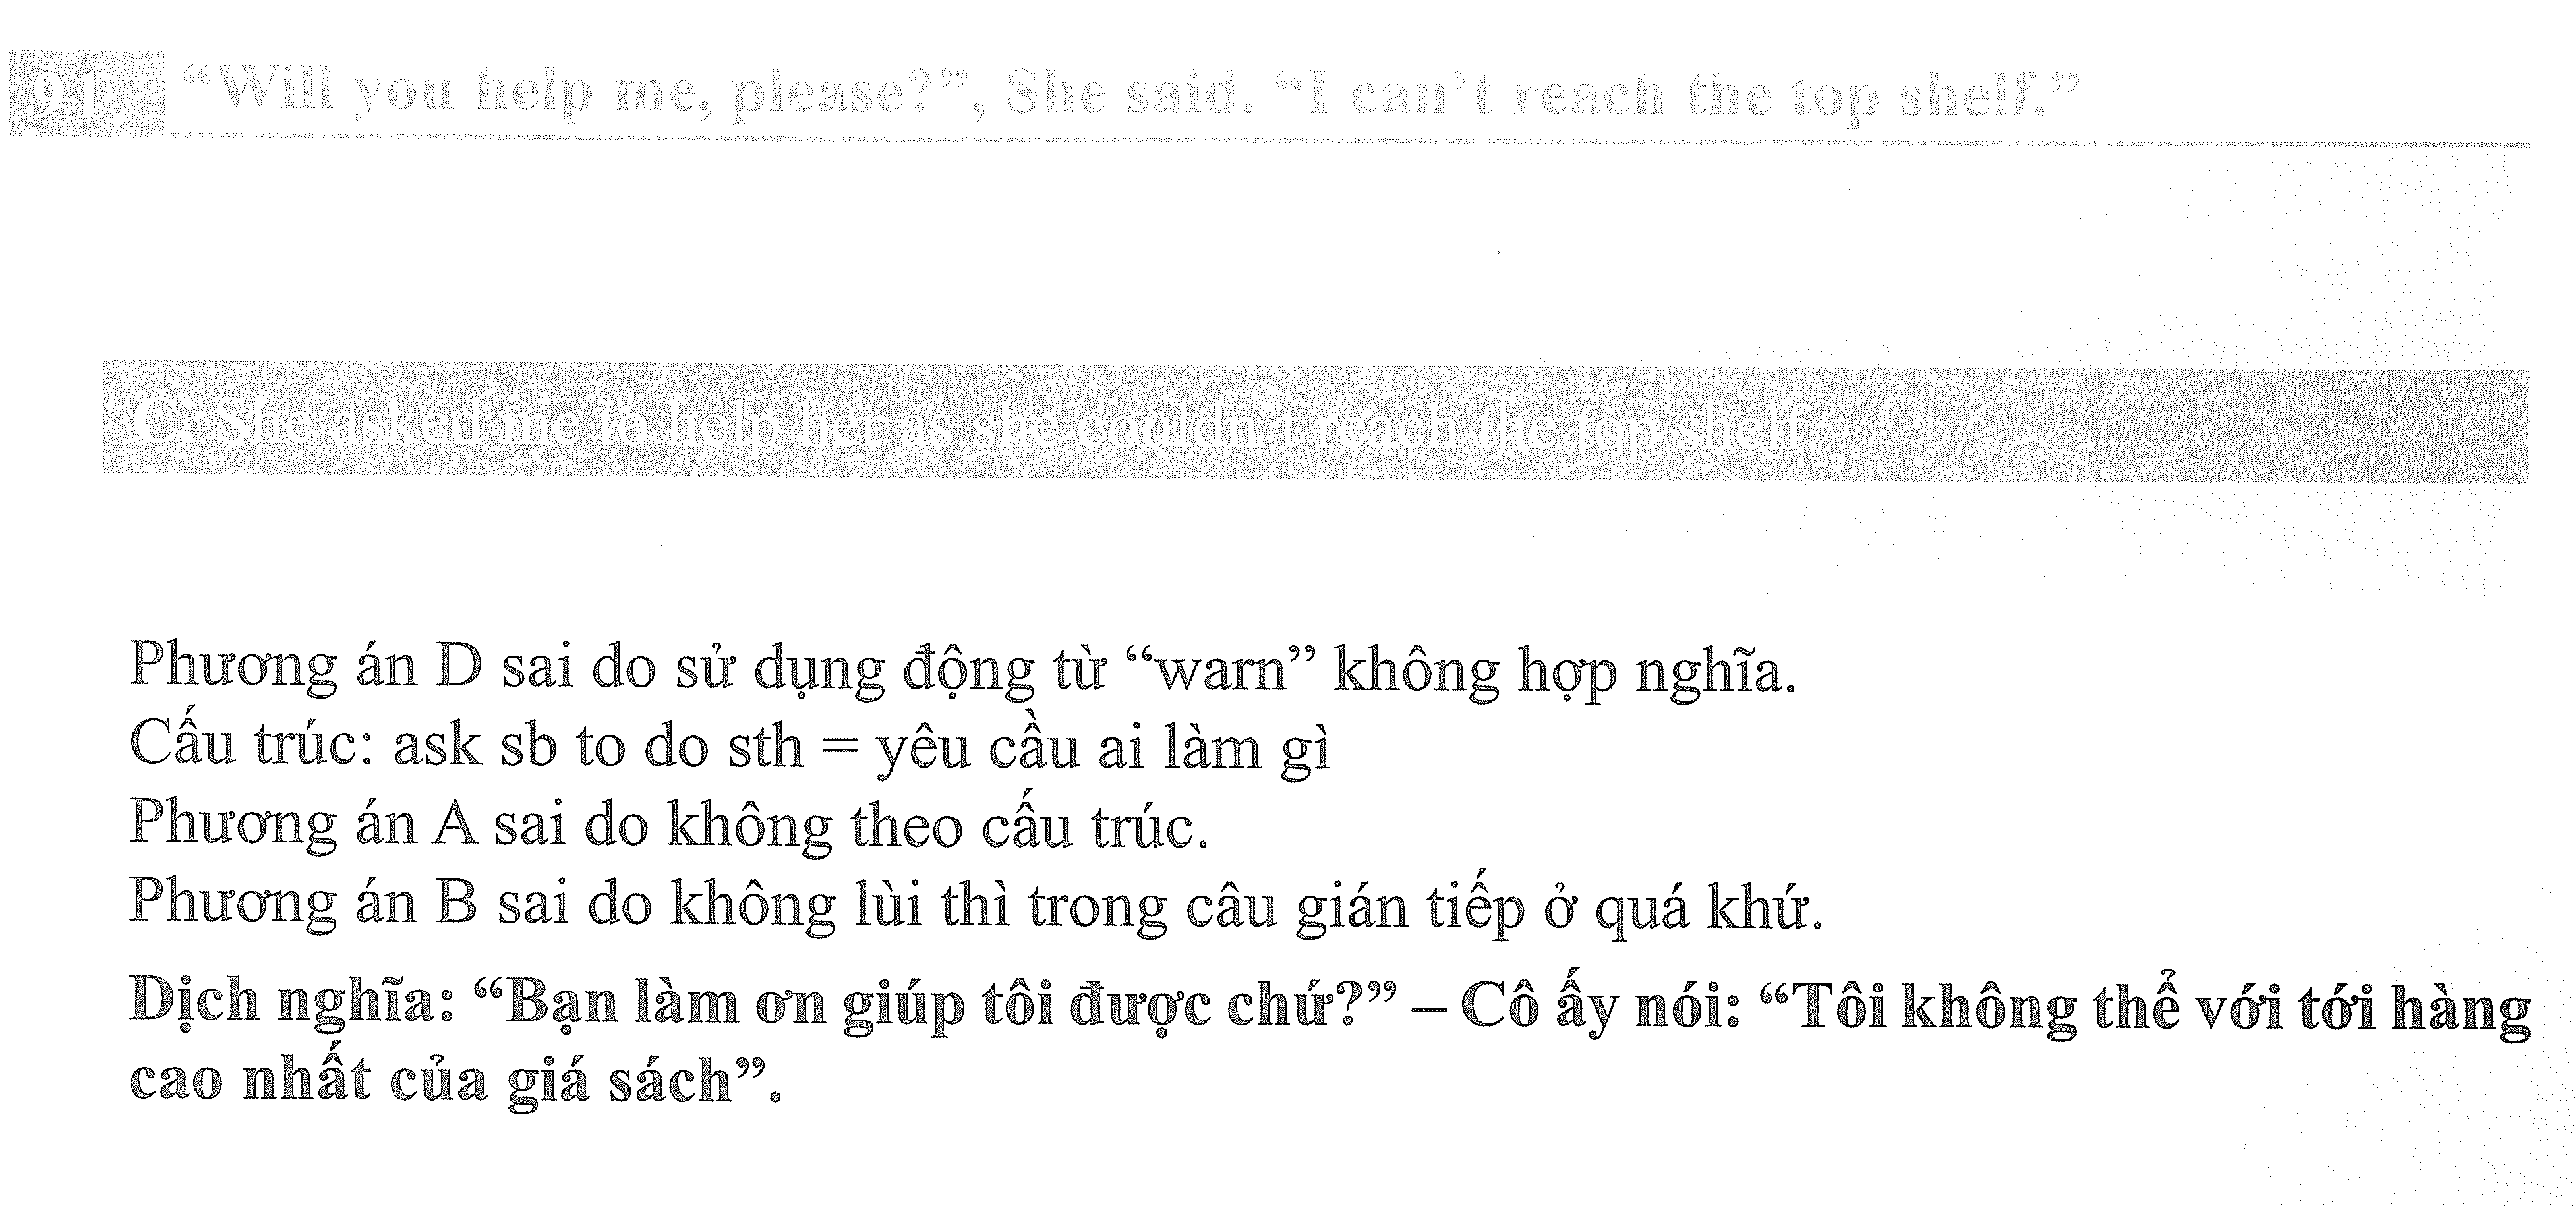 91 “Will you help me, please?”, She said. “I can’t reach the top shelf.”
C. She asked me to help her as she couldn’t reach the top shelf.
Phương án D sai do sử dụng động từ “warn” không hợp nghĩa.
Cấu trúc: ask sb to do sth = yêu cầu ai làm gì
Phương án A sai do không theo cấu trúc.
Phương án B sai do không lùi thì trong câu gián tiếp ở quá khứ.
Dịch nghĩa: “Bạn làm ơn giúp tôi được chứ?” – Cô ấy nói: “Tôi không thể với tới hàng
cao nhất của giá sách”.